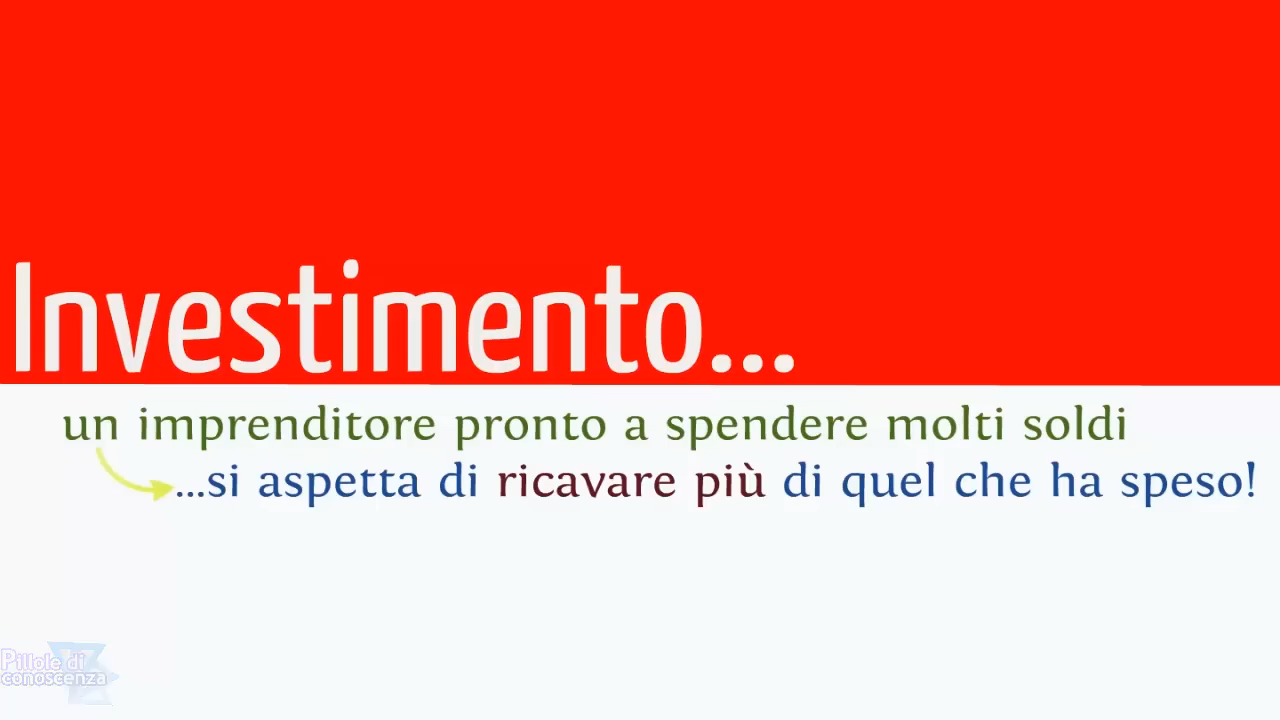 Investimento...
un imprenditore pronto a spendere molti soldi
...si aspetta di ricavare più di quel che ha speso!
Pillole di
conoscenza